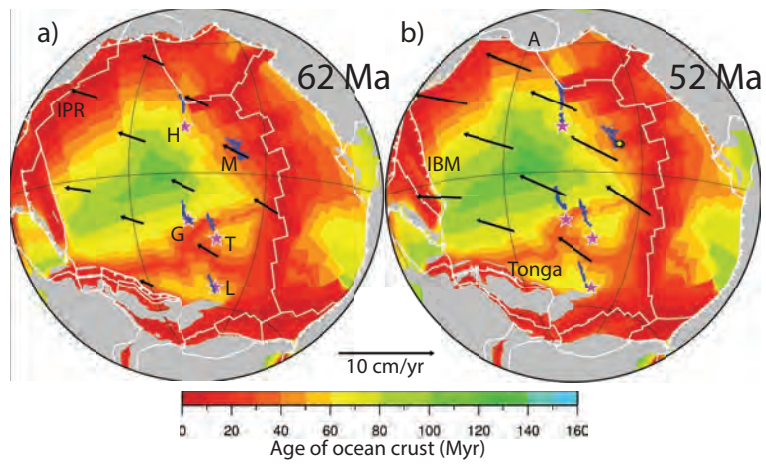 a)
62 Ma
IPR
H
M
G
T
L
b)
A
52 Ma
IBM
Tonga
10 cm/yr
0 20 40 60 80 100 120 140 160
Age of ocean crust (Myr)